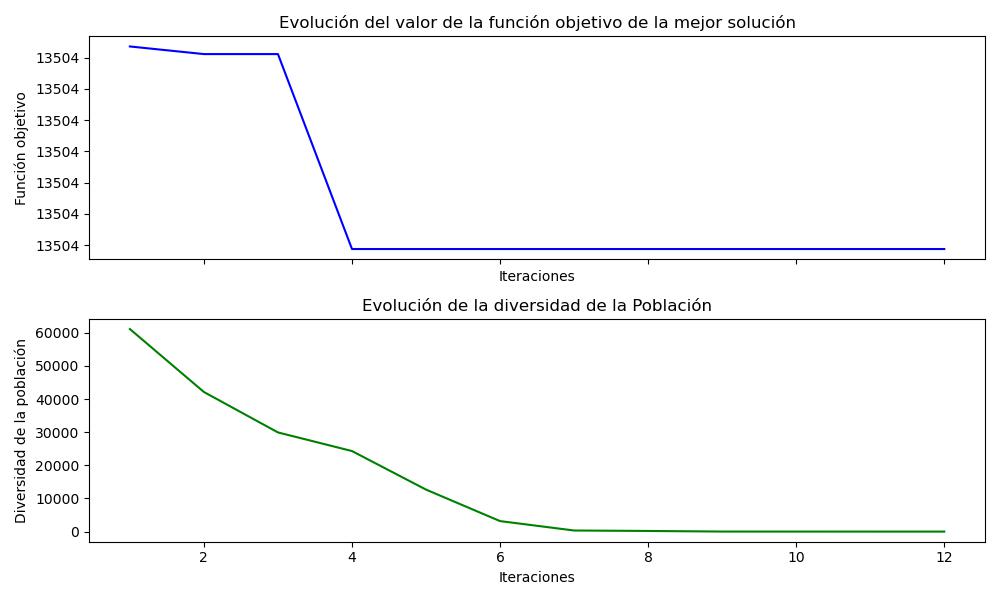 Evolución del valor de la función objetivo de la mejor solución
13504
13504
13504
13504
13504
13504
13504
Función objetivo
Iteraciones
Evolución de la diversidad de la Población
60000
50000
40000
30000
20000
10000
0
Diversidad de la población
2 4 6 8 10 12
Iteraciones